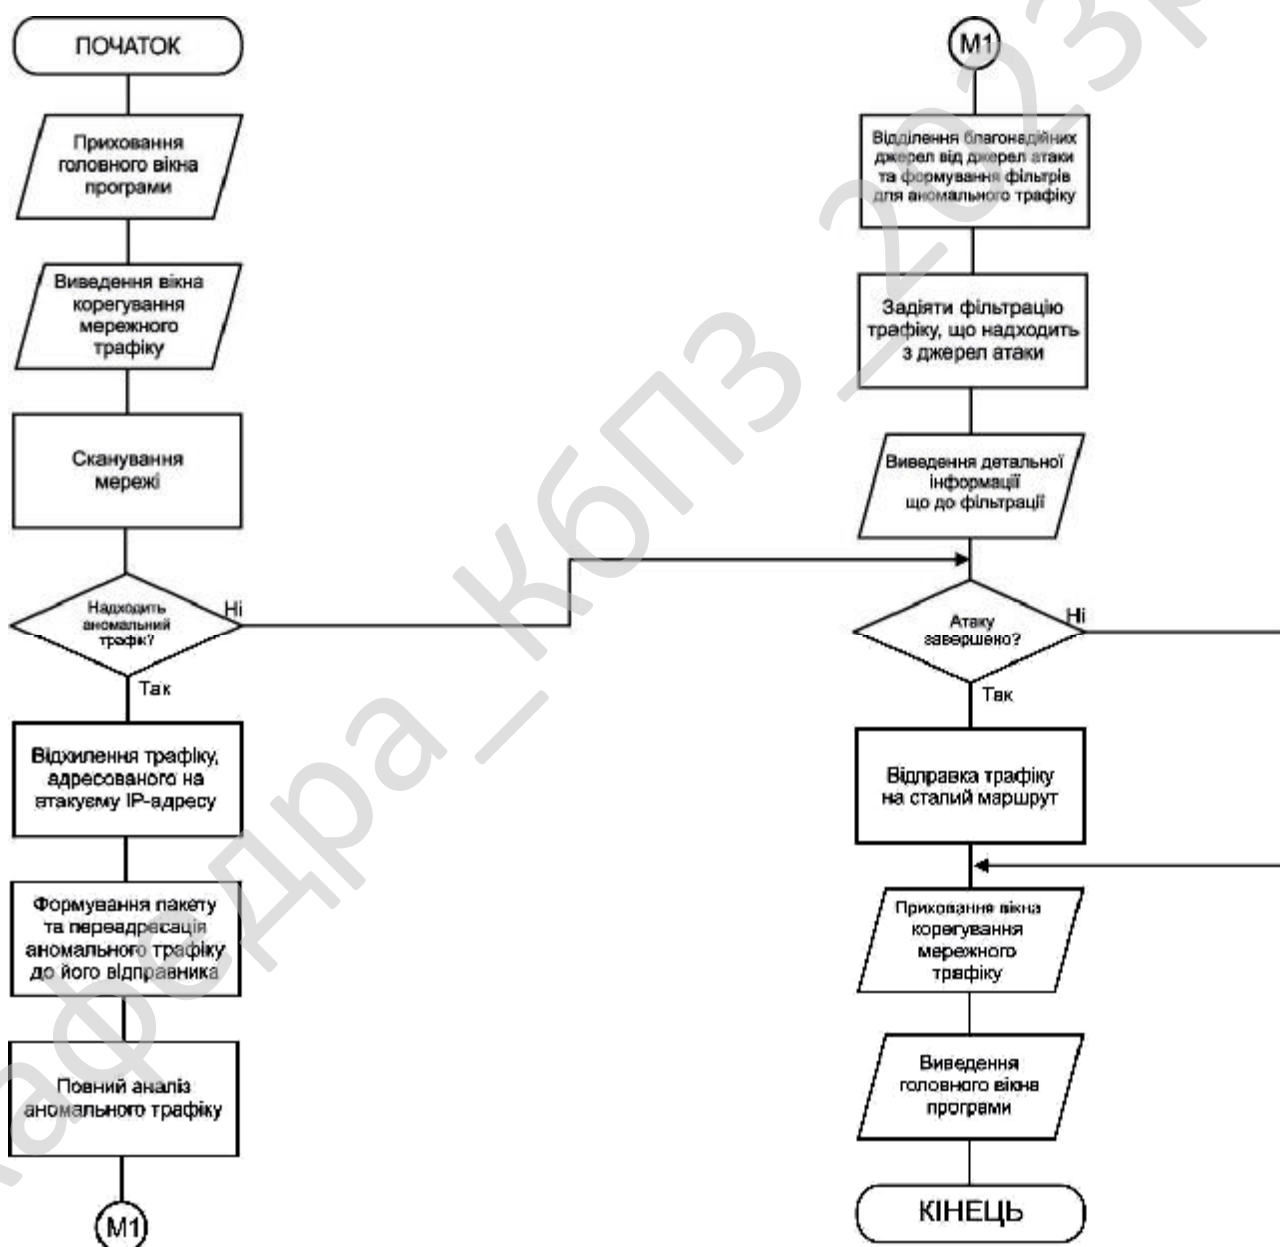 ПОЧАТОК
Приховання
головного вікна
програми
Виведення вікна
корегування
мережного
трафіку
Сканування
мережі
Надходить
аномальний
трафік?
Ні
Так
Відхилення трафіку,
адресованого на
атакуєму IP-адресу
Формування пакету
та переадресація
аномального трафіку
до його відправника
Повний аналіз
аномального трафіку
М1
М1
Відділення благонадійних
джерел від джерел атаки
та формування фільтрів
для аномального трафіку
Задіяти фільтрацію
трафіку, що надходить
з джерел атаки
Виведення детальної
інформації
що до фільтрації
Атаку
завершено?
Ні
Так
Відправка трафіку
на сталий маршрут
Приховання вікна
корегування
мережного
трафіку
Виведення
головного вікна
програми
КІНЕЦЬ
афедра_КбПЗ_2023р